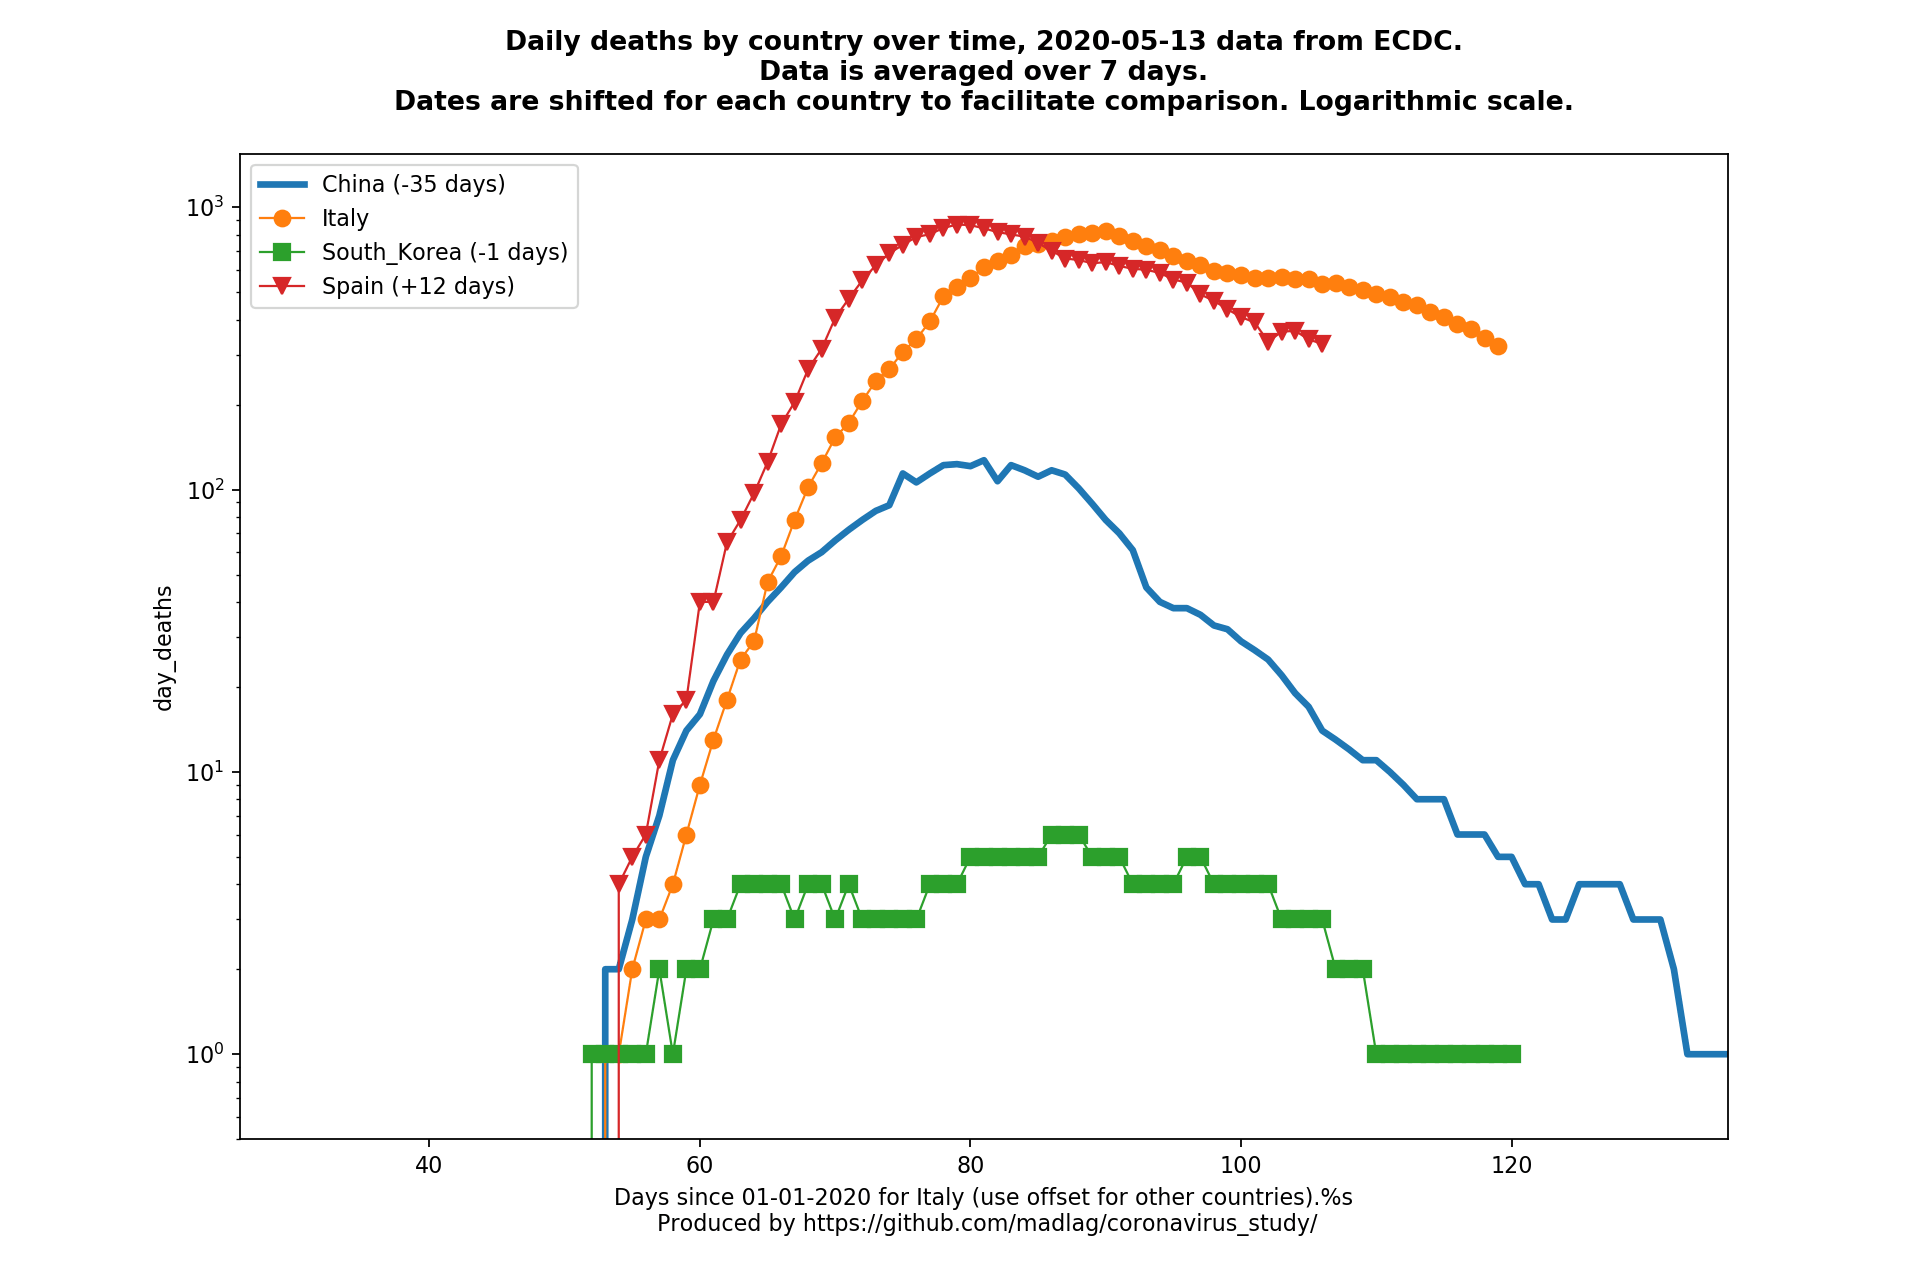 Daily deaths by country over time, 2020-05-13 data from ECDC.
Data is averaged over 7 days.
Dates are shifted for each country to facilitate comparison. Logarithmic scale.
China (-35 days)
Italy
South_Korea (-1 days)
Spain (+12 days)
10³
10²
10¹
10⁰
day_deaths
40 60 80 100 120
Days since 01-01-2020 for Italy (use offset for other countries).%s
Produced by https://github.com/madlag/coronavirus_study/